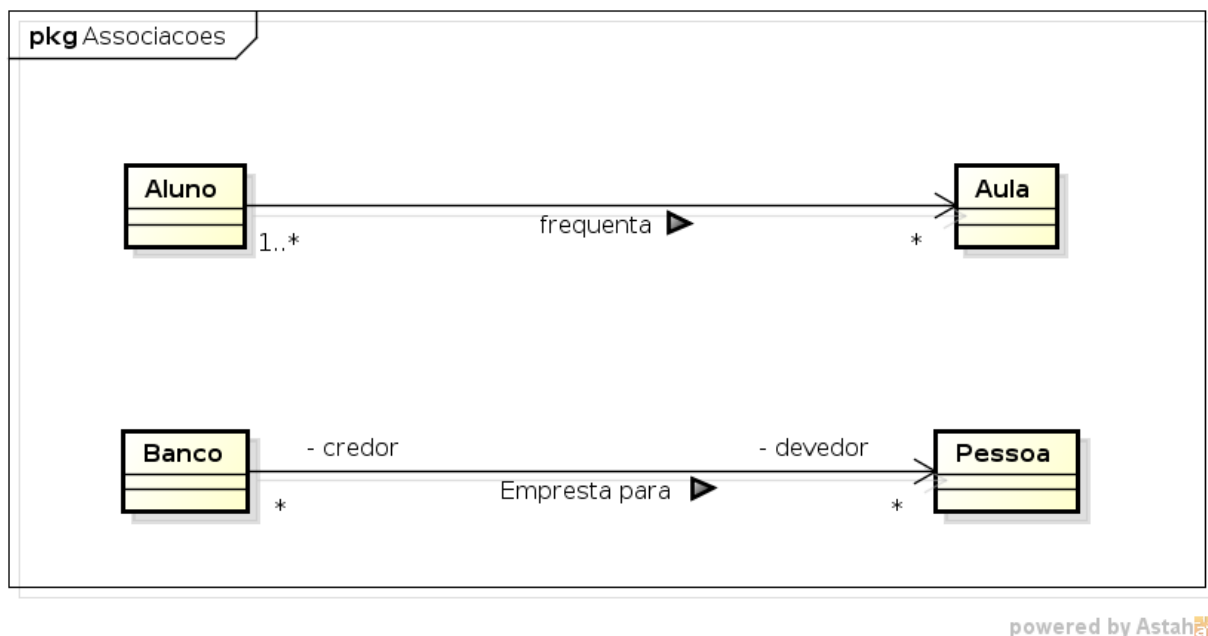 pkg Associacoes
Aluno
Aula
frequenta
1..*
*
Banco
- credor
- devedor
Pessoa
Empresta para
*
*
powered by Astah